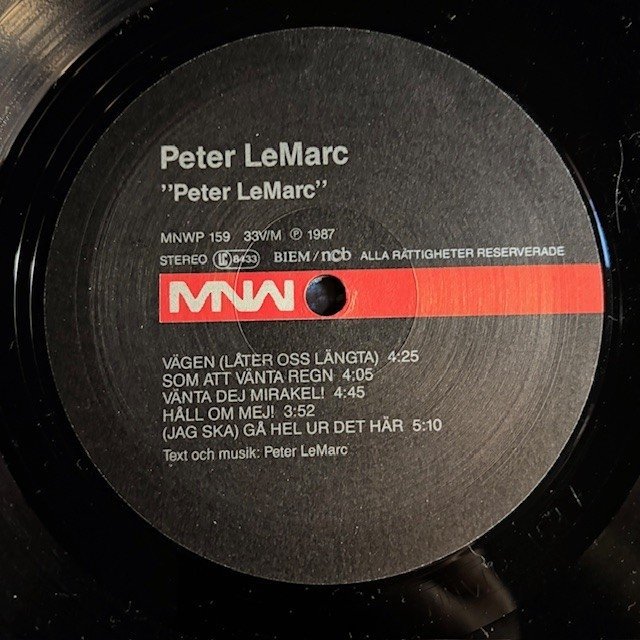 Peter LeMarc
”Peter LeMarc”
MNWP 159 33V/M ℗ 1987
STEREO LC 8433 BIEM/ncb ALLA RÄTTIGHETER RESERVERADE
MNW
VÄGEN (LÅTER OSS LÄNGTA) 4:25
SOM ATT VÄNTA REGN 4:05
VÄNTA DEJ MIRAKEL! 4:45
HÅLL OM MEJ! 3:52
(JAG SKA) GÅ HEL UR DET HÄR 5:10
Text och musik: Peter LeMarc